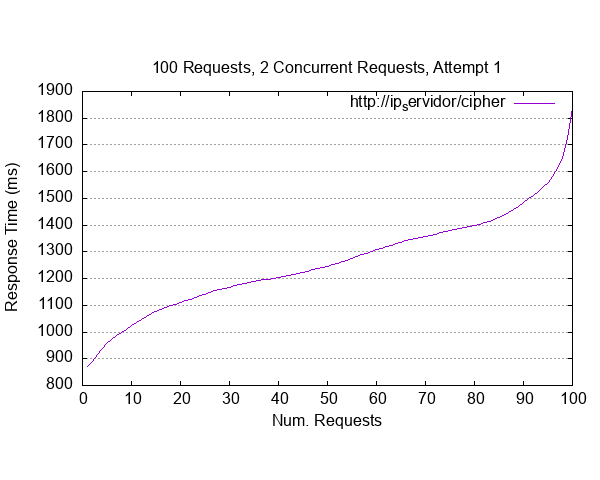 100 Requests, 2 Concurrent Requests, Attempt 1
http://ip_servidor/cipher
Response Time (ms)
1900
1800
1700
1600
1500
1400
1300
1200
1100
1000
900
800
0 10 20 30 40 50 60 70 80 90 100
Num. Requests